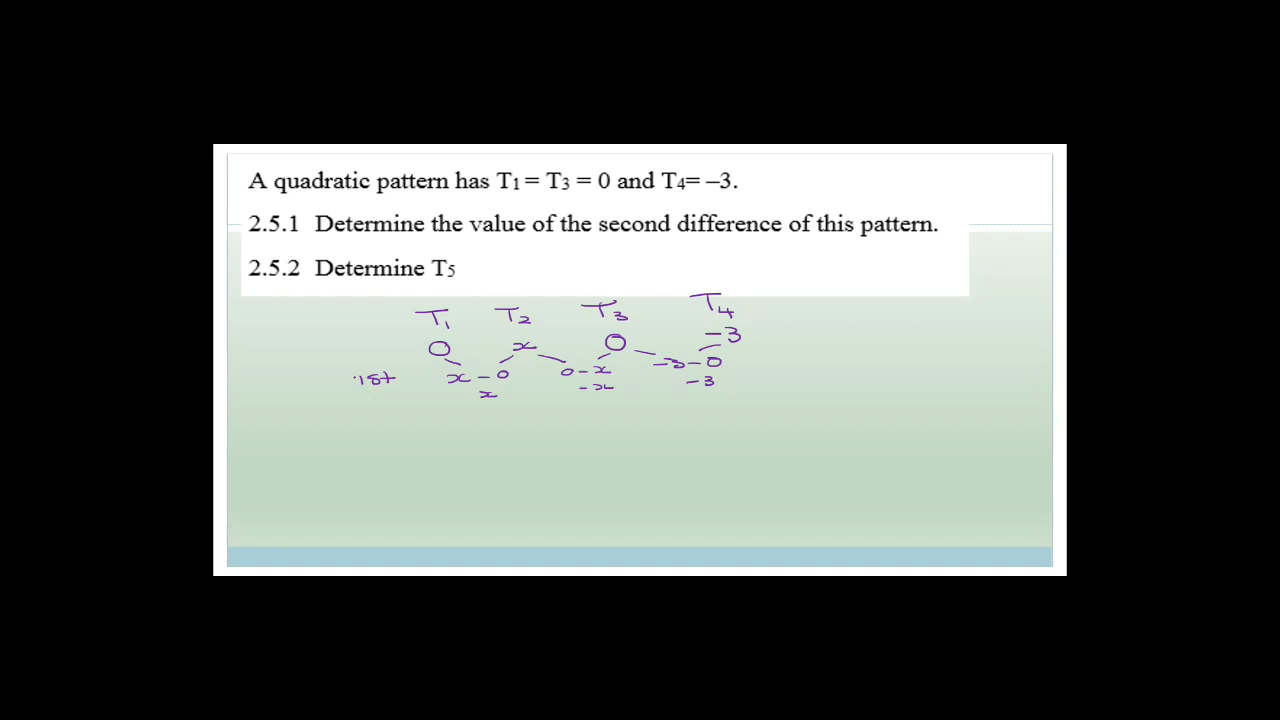 A quadratic pattern has T1 = T3 = 0 and T4= –3.
2.5.1 Determine the value of the second difference of this pattern.
2.5.2 Determine T5
T1 T2 T3 T4
0 x 0 -3
1st x - 0 0 - x -3 - 0
x - x -3